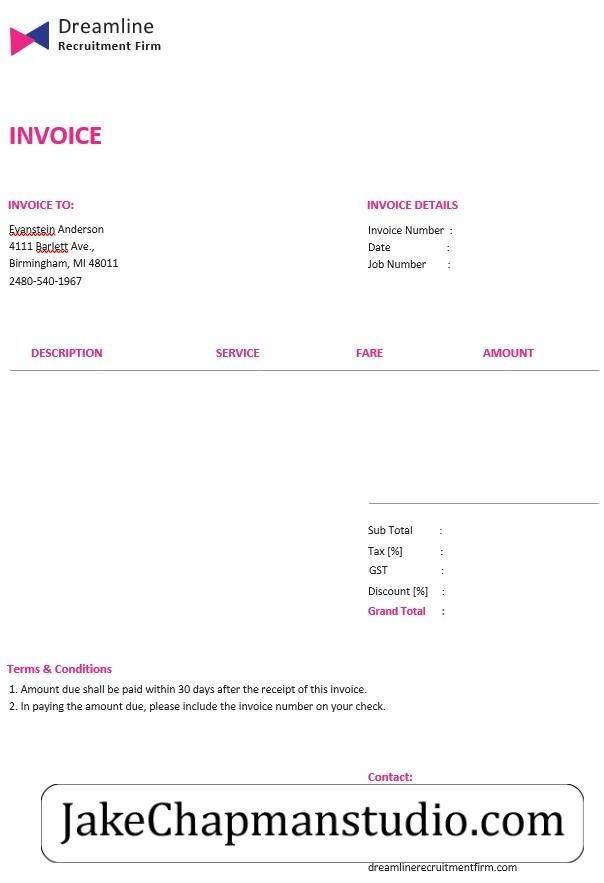 Dreamline
Recruitment Firm
INVOICE
INVOICE TO:
Evanstein Anderson
4111 Barlett Ave.,
Birmingham, MI 48011
2480-540-1967
INVOICE DETAILS
Invoice Number :
Date :
Job Number :
DESCRIPTION SERVICE FARE AMOUNT
Sub Total :
Tax [%] :
GST :
Discount [%] :
Grand Total :
Terms & Conditions
1. Amount due shall be paid within 30 days after the receipt of this invoice.
2. In paying the amount due, please include the invoice number on your check.
Contact:
JakeChapmanstudio.com
dreamlinerecruitmentfirm.com